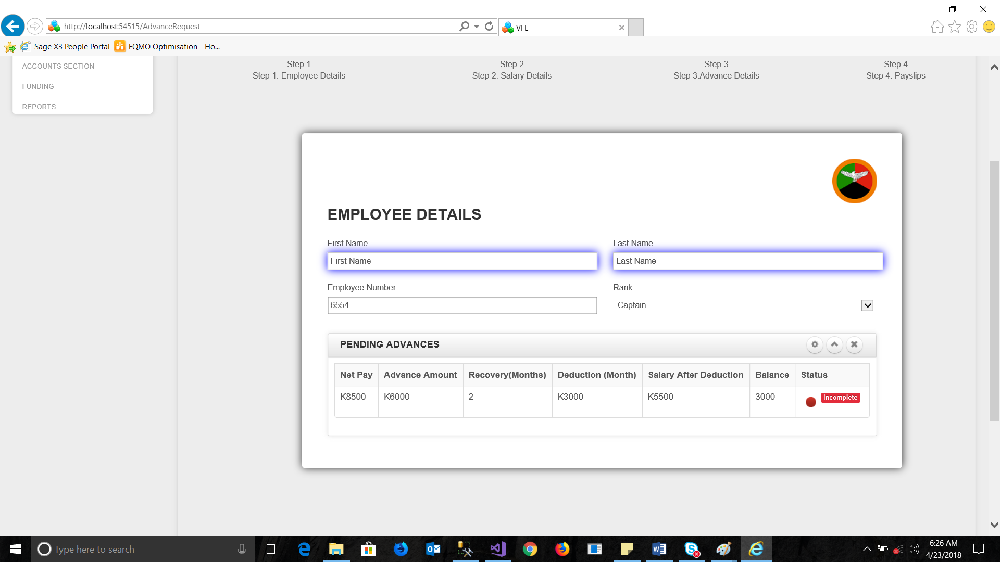 http://localhost:54515/AdvanceRequest
VFL
Sage X3 People Portal
FQMO Optimisation - Ho...
ACCOUNTS SECTION
FUNDING
REPORTS
Step 1
Step 1: Employee Details
Step 2
Step 2: Salary Details
Step 3
Step 3:Advance Details
Step 4
Step 4: Payslips
EMPLOYEE DETAILS
First Name
Last Name
First Name
Last Name
Employee Number
Rank
6554
Captain
PENDING ADVANCES
Net Pay Advance Amount Recovery(Months) Deduction (Month) Salary After Deduction Balance Status
K8500 K6000 2 K3000 K5500 3000 Incomplete
Type here to search
6:26 AM
4/23/2018